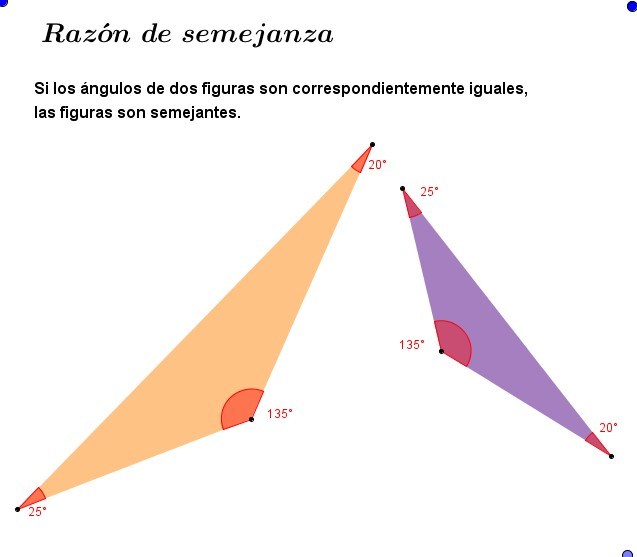 Razón de semejanza
Si los ángulos de dos figuras son correspondientemente iguales,
las figuras son semejantes.
20°
25°
135°
135°
20°
25°